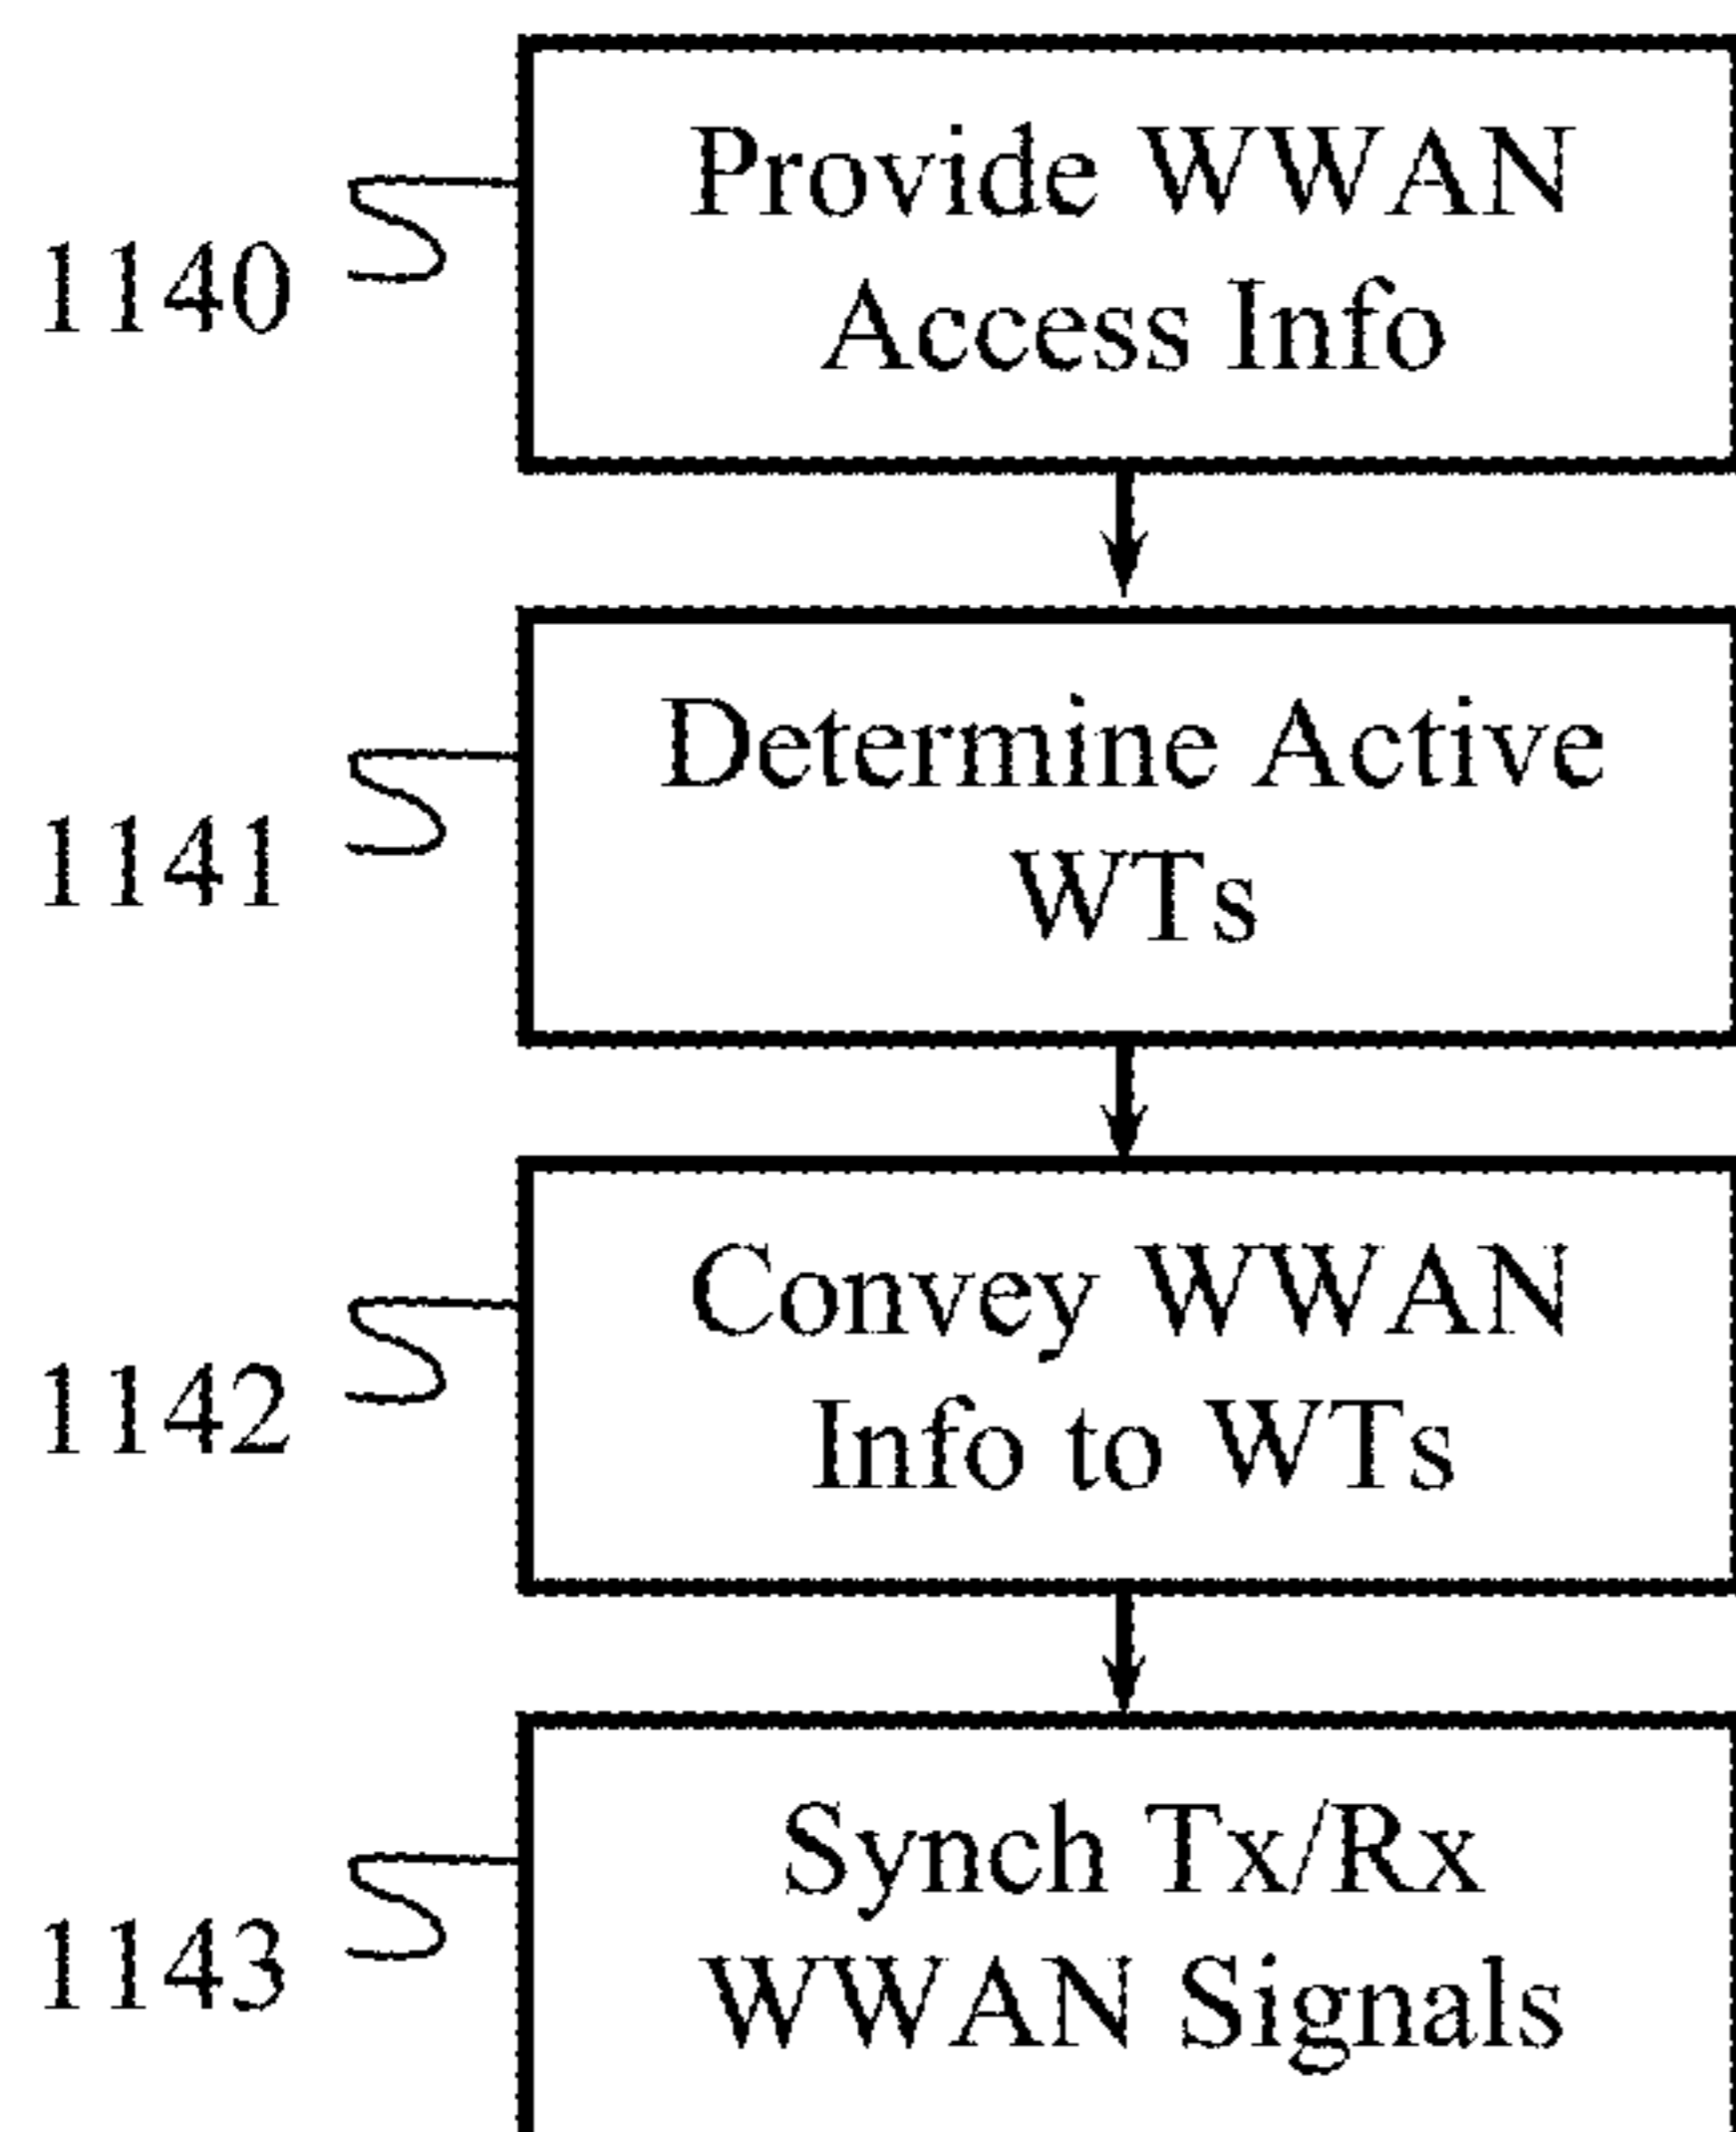 1140
Provide WWAN
Access Info
1141
Determine Active
WTs
1142
Convey WWAN
Info to WTs
1143
Synch Tx/Rx
WWAN Signals